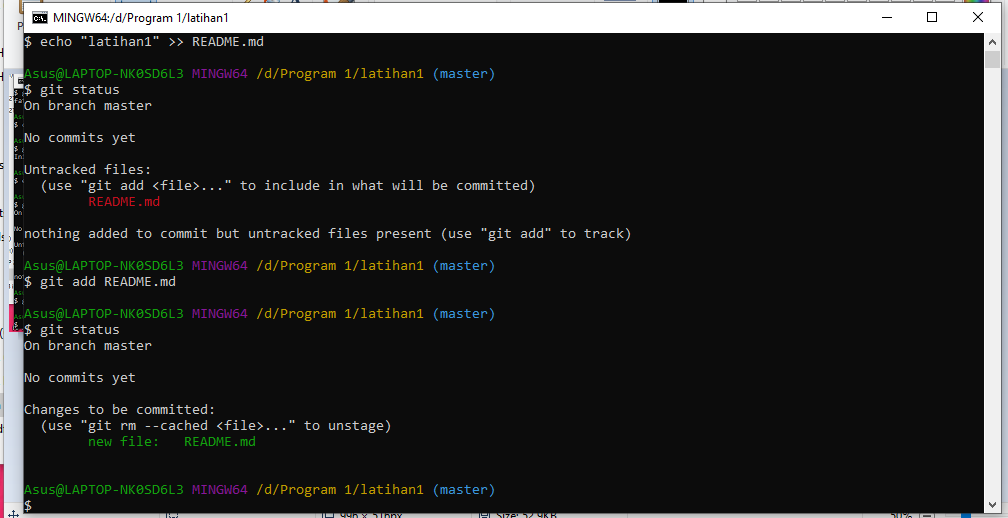 MINGW64:/d/Program 1/latihan1
$ echo "latihan1" >> README.md
Asus@LAPTOP-NK0SD6L3 MINGW64 /d/Program 1/latihan1 (master)
$ git status
On branch master
No commits yet
Untracked files:
(use "git add <file>..." to include in what will be committed)
README.md
nothing added to commit but untracked files present (use "git add" to track)
Asus@LAPTOP-NK0SD6L3 MINGW64 /d/Program 1/latihan1 (master)
$ git add README.md
Asus@LAPTOP-NK0SD6L3 MINGW64 /d/Program 1/latihan1 (master)
$ git status
On branch master
No commits yet
Changes to be committed:
(use "git rm --cached <file>..." to unstage)
new file:   README.md
Asus@LAPTOP-NK0SD6L3 MINGW64 /d/Program 1/latihan1 (master)
$